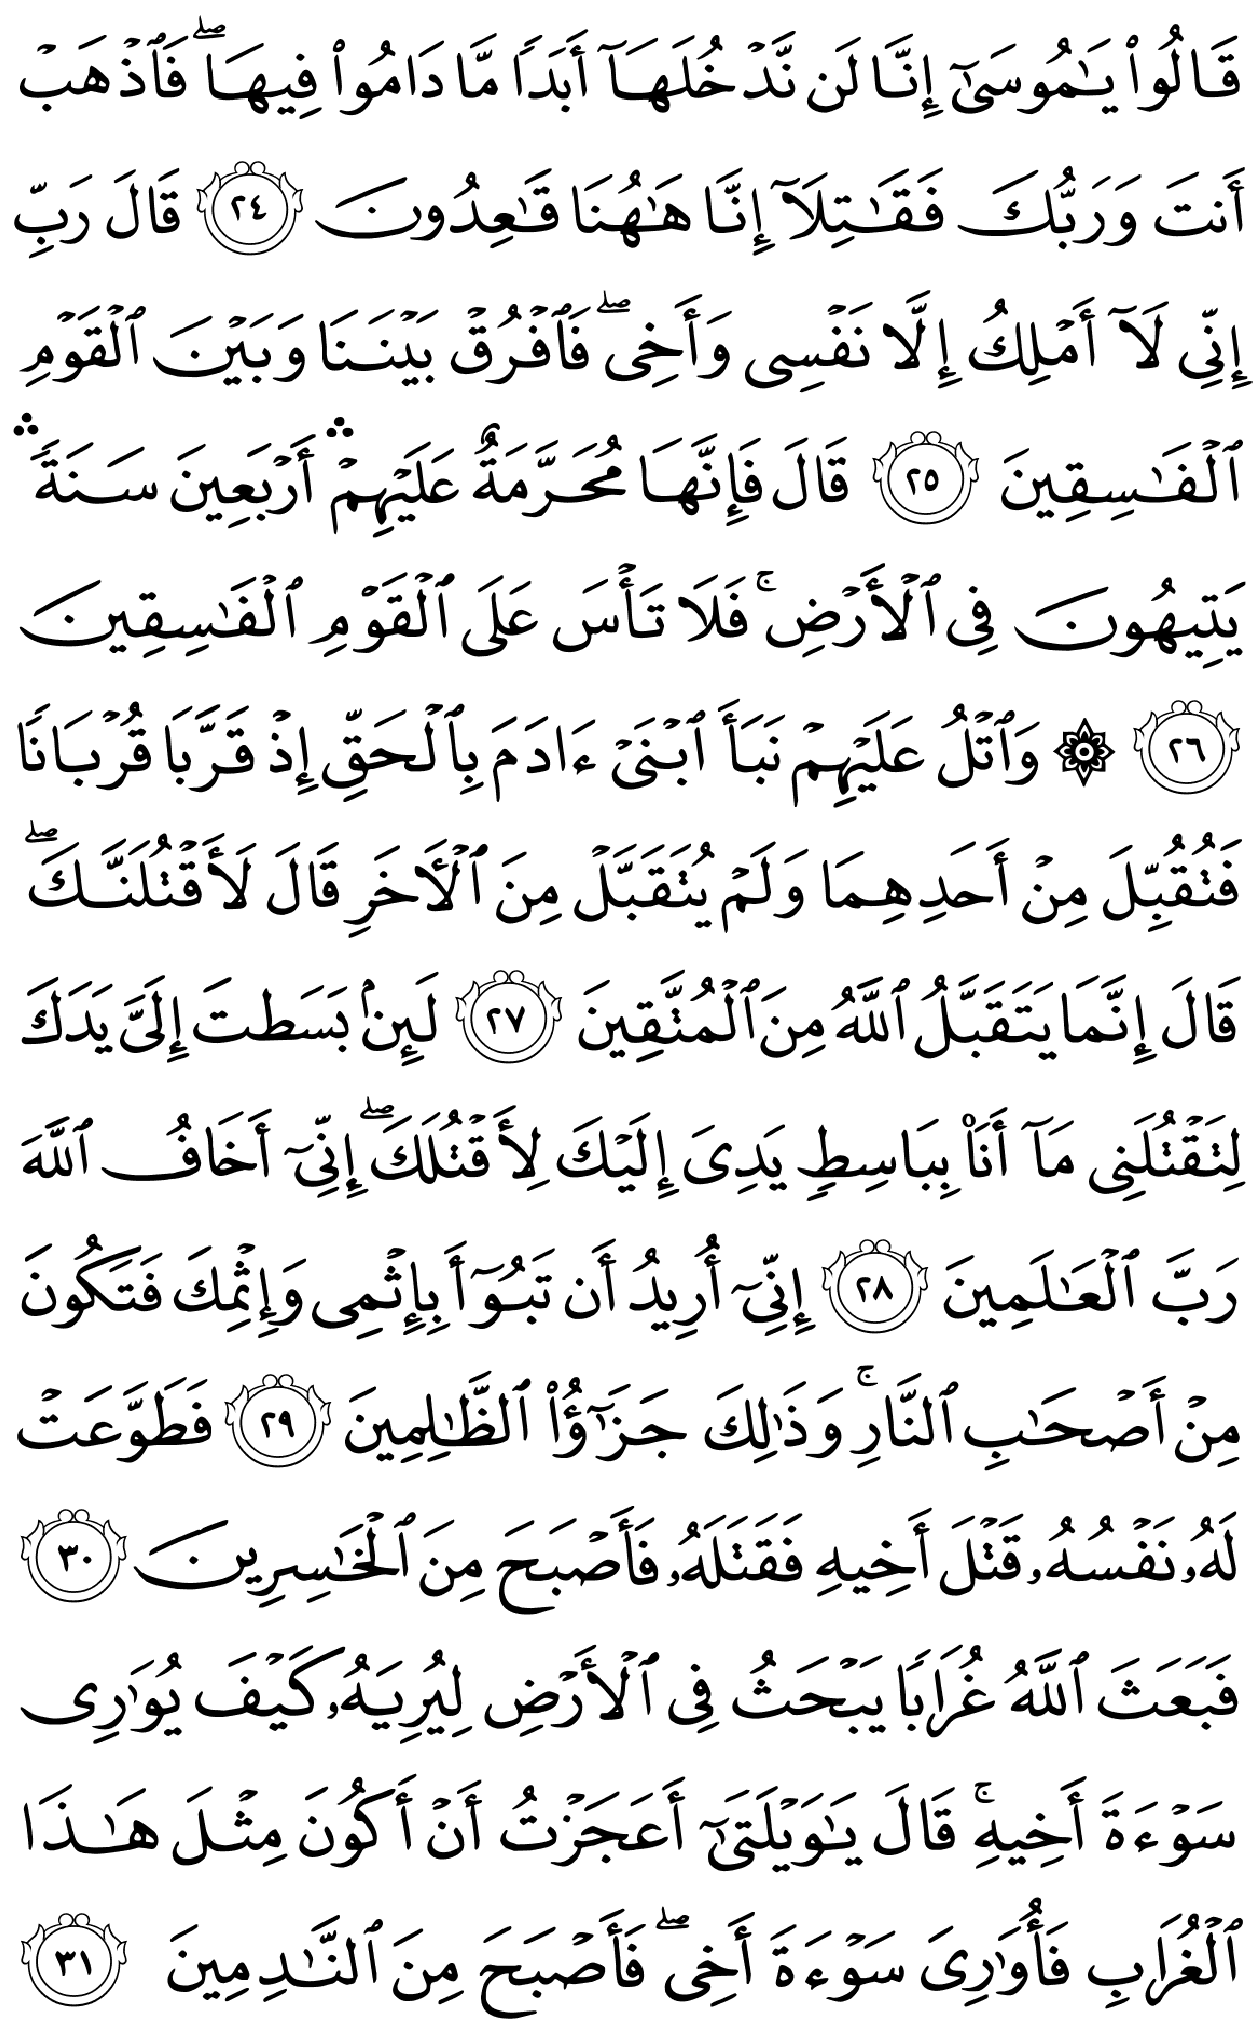 قَالُوا۟ يَـٰمُوسَىٰٓ إِنَّا لَن نَّدْخُلَهَآ أَبَدًا مَّا دَامُوا۟ فِيهَا ۖ فَٱذْهَبْ
أَنتَ وَرَبُّكَ فَقَـٰتِلَآ إِنَّا هَـٰهُنَا قَـٰعِدُونَ ٢٤ قَالَ رَبِّ
إِنِّى لَآ أَمْلِكُ إِلَّا نَفْسِى وَأَخِى ۖ فَٱفْرُقْ بَيْنَنَا وَبَيْنَ ٱلْقَوْمِ
ٱلْفَـٰسِقِينَ ٢٥ قَالَ فَإِنَّهَا مُحَرَّمَةٌ عَلَيْهِمْ ۛ أَرْبَعِينَ سَنَةً ۛ
يَتِيهُونَ فِى ٱلْأَرْضِ ۚ فَلَا تَأْسَ عَلَى ٱلْقَوْمِ ٱلْفَـٰسِقِينَ
٢٦ ۞ وَٱتْلُ عَلَيْهِمْ نَبَأَ ٱبْنَىْ ءَادَمَ بِٱلْحَقِّ إِذْ قَرَّبَا قُرْبَانًا
فَتُقُبِّلَ مِنْ أَحَدِهِمَا وَلَمْ يُتَقَبَّلْ مِنَ ٱلْـَٔاخَرِ قَالَ لَأَقْتُلَنَّكَ ۖ
قَالَ إِنَّمَا يَتَقَبَّلُ ٱللَّهُ مِنَ ٱلْمُتَّقِينَ ٢٧ لَئِنۢ بَسَطتَ إِلَىَّ يَدَكَ
لِتَقْتُلَنِى مَآ أَنَا۠ بِبَاسِطٍ يَدِىَ إِلَيْكَ لِأَقْتُلَكَ ۖ إِنِّىٓ أَخَافُ ٱللَّهَ
رَبَّ ٱلْعَـٰلَمِينَ ٢٨ إِنِّىٓ أُرِيدُ أَن تَبُوٓأَ بِإِثْمِى وَإِثْمِكَ فَتَكُونَ
مِنْ أَصْحَـٰبِ ٱلنَّارِ ۚ وَذَٰلِكَ جَزَٰٓؤُا۟ ٱلظَّـٰلِمِينَ ٢٩ فَطَوَّعَتْ
لَهُۥ نَفْسُهُۥ قَتْلَ أَخِيهِ فَقَتَلَهُۥ فَأَصْبَحَ مِنَ ٱلْخَـٰسِرِينَ ٣٠
فَبَعَثَ ٱللَّهُ غُرَابًا يَبْحَثُ فِى ٱلْأَرْضِ لِيُرِيَهُۥ كَيْفَ يُوَٰرِى
سَوْءَةَ أَخِيهِ ۚ قَالَ يَـٰوَيْلَتَىٰٓ أَعَجَزْتُ أَنْ أَكُونَ مِثْلَ هَـٰذَا
ٱلْغُرَابِ فَأُوَٰرِىَ سَوْءَةَ أَخِى ۖ فَأَصْبَحَ مِنَ ٱلنَّـٰدِمِينَ ٣١